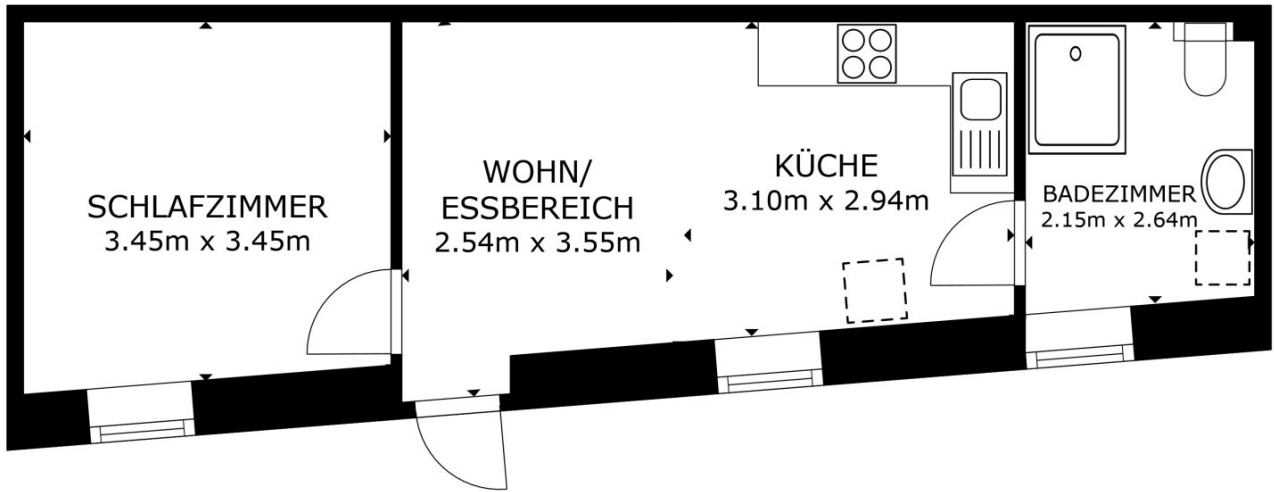 SCHLAFZIMMER
3.45m x 3.45m
WOHN/
ESSBEREICH
2.54m x 3.55m
KÜCHE
3.10m x 2.94m
BADEZIMMER
2.15m x 2.64m